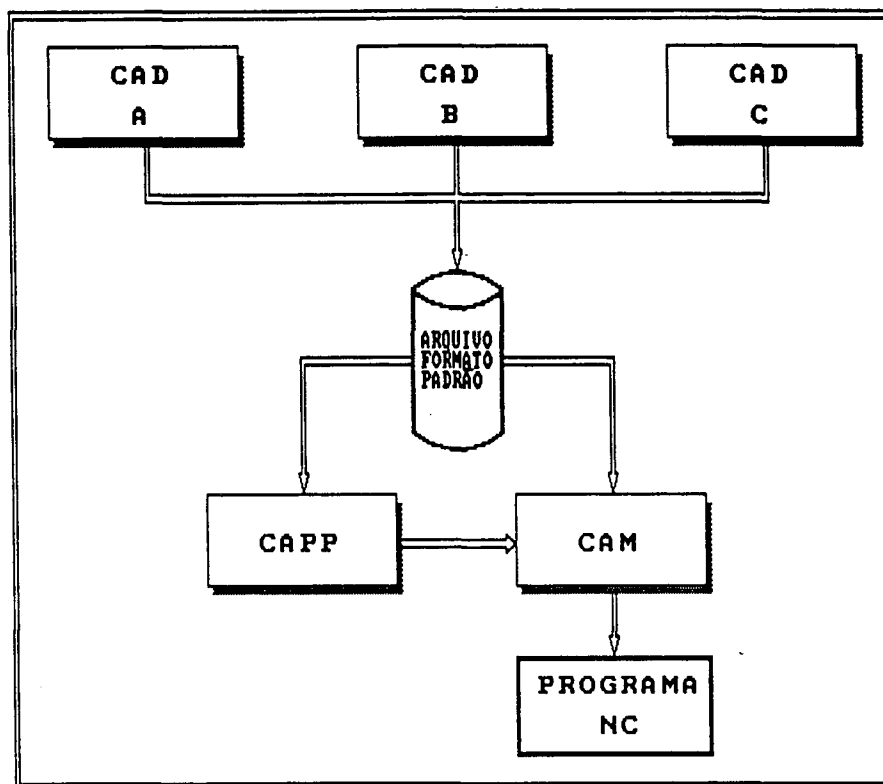 CAD
A
CAD
B
CAD
C
ARQUIVO
FORMATO
PADRÃO
CAPP
CAM
PROGRAMA
NC